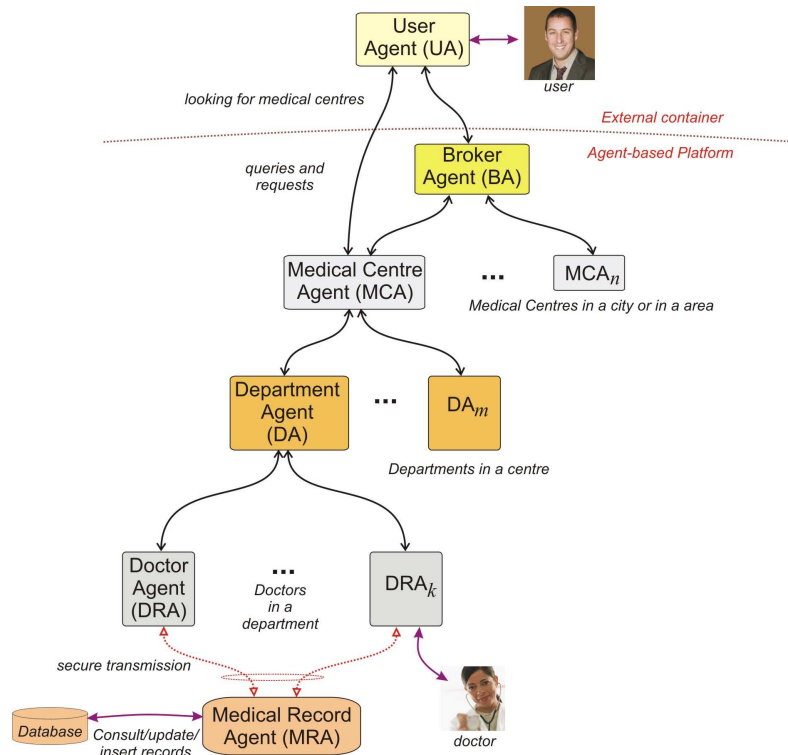 User
Agent (UA)
user
looking for medical centres
External container
Agent-based Platform
Broker
Agent (BA)
queries and
requests
Medical Centre
Agent (MCA)
...
MCAn
Medical Centres in a city or in a area
Department
Agent
(DA)
...
DAm
Departments in a centre
Doctor
Agent
(DRA)
...
Doctors
in a
department
DRAk
secure transmission
Medical Record
Agent (MRA)
Database
Consult/update/
insert records
doctor